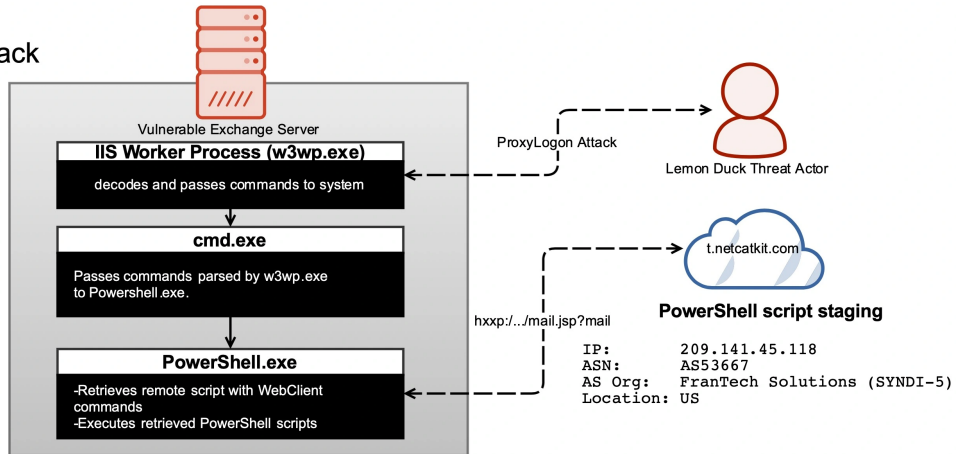 ack
Vulnerable Exchange Server
IIS Worker Process (w3wp.exe)
decodes and passes commands to system
cmd.exe
Passes commands parsed by w3wp.exe
to Powershell.exe.
PowerShell.exe
-Retrieves remote script with WebClient
commands
-Executes retrieved PowerShell scripts
ProxyLogon Attack
Lemon Duck Threat Actor
t.netcatkit.com
hxxp:/.../mail.jsp?mail
PowerShell script staging
IP: 209.141.45.118
ASN: AS53667
AS Org: FranTech Solutions (SYNDI-5)
Location: US